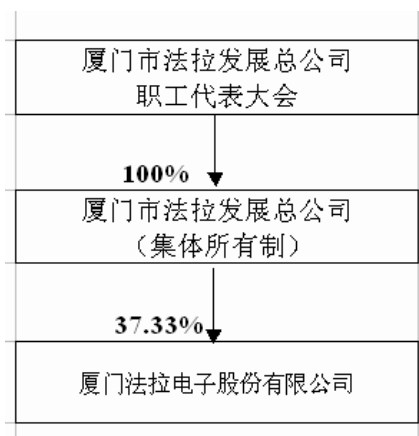 厦门市法拉发展总公司
职工代表大会
100%
厦门市法拉发展总公司
（集体所有制）
37.33%
厦门法拉电子股份有限公司